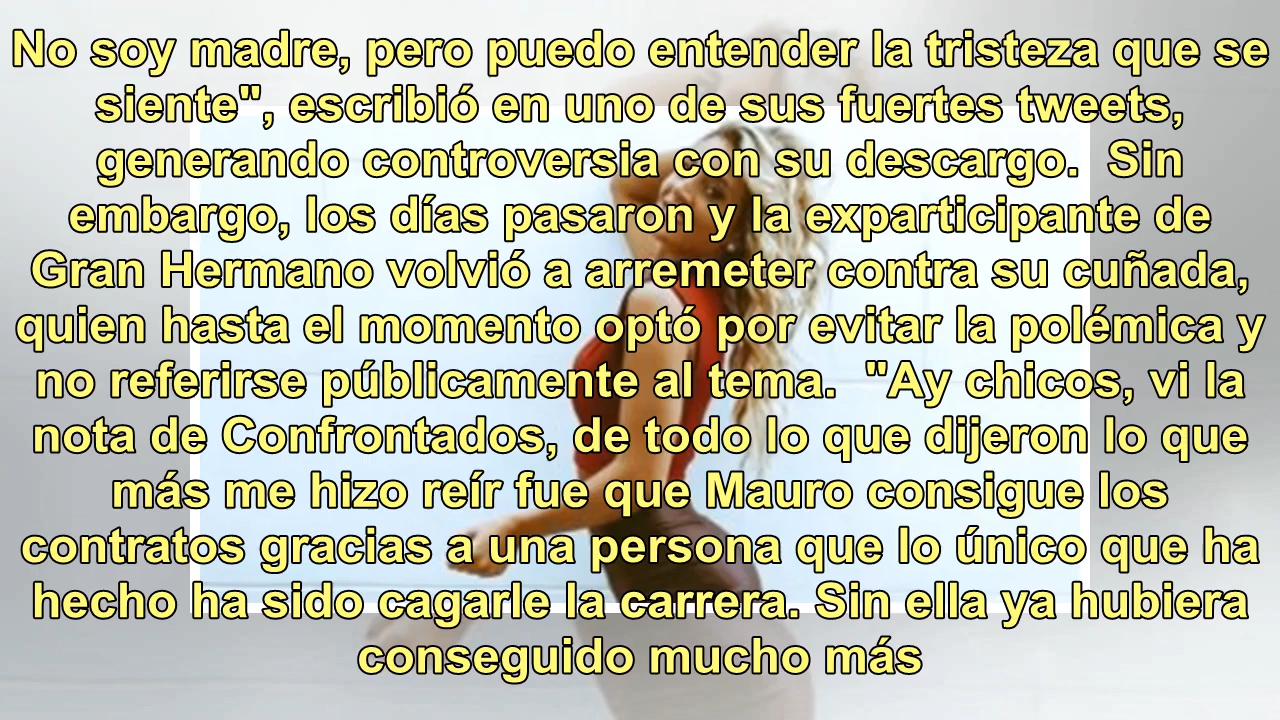 No soy madre, pero puedo entender la tristeza que se
siente", escribió en uno de sus fuertes tweets,
generando controversia con su descargo.  Sin
embargo, los días pasaron y la exparticipante de
Gran Hermano volvió a arremeter contra su cuñada,
quien hasta el momento optó por evitar la polémica y
no referirse públicamente al tema.  "Ay chicos, vi la
nota de Confrontados, de todo lo que dijeron lo que
más me hizo reír fue que Mauro consigue los
contratos gracias a una persona que lo único que ha
hecho ha sido cagarle la carrera. Sin ella ya hubiera
conseguido mucho más